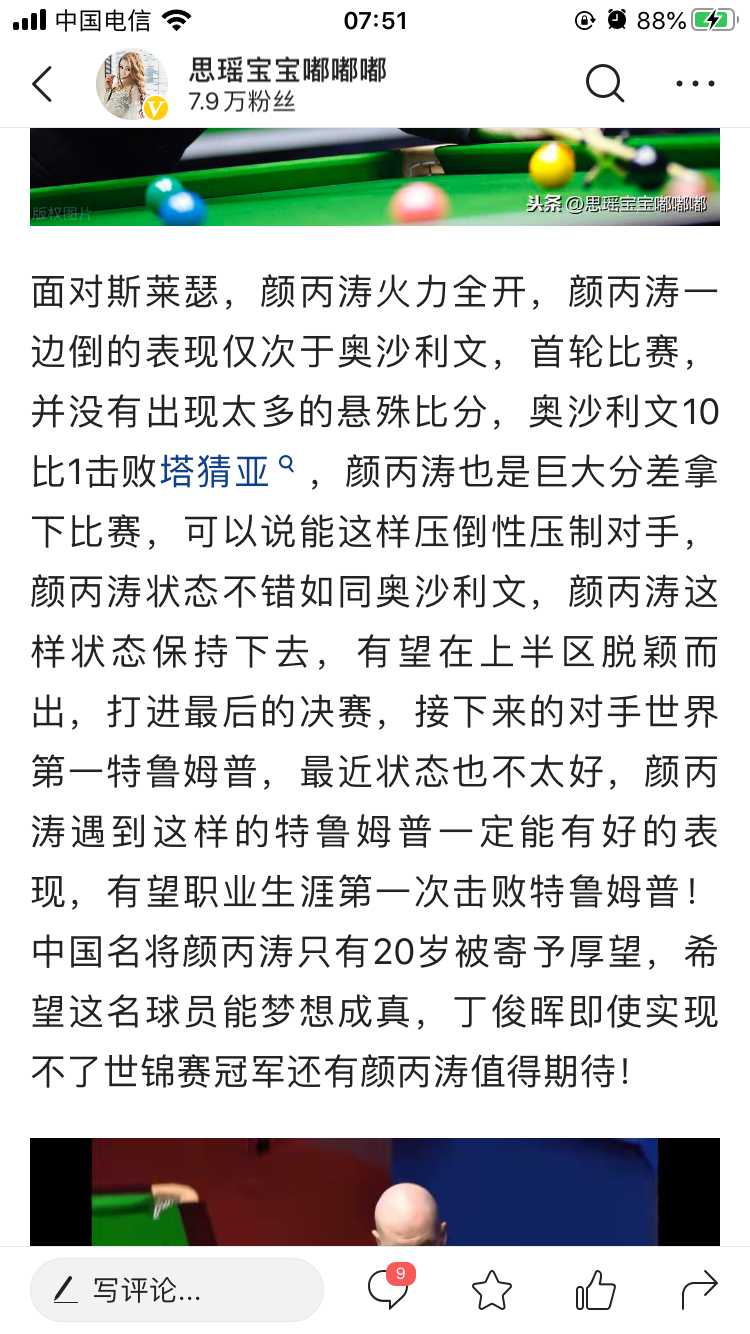 中国电信
07:51
88%
思瑶宝宝嘟嘟嘟
7.9万粉丝
版权图片
头条 @思瑶宝宝嘟嘟嘟
面对斯莱瑟，颜丙涛火力全开，颜丙涛一
边倒的表现仅次于奥沙利文，首轮比赛，
并没有出现太多的悬殊比分，奥沙利文10
比1击败塔猜亚，颜丙涛也是巨大分差拿
下比赛，可以说能这样压倒性压制对手，
颜丙涛状态不错如同奥沙利文，颜丙涛这
样状态保持下去，有望在上半区脱颖而
出，打进最后的决赛，接下来的对手世界
第一特鲁姆普，最近状态也不太好，颜丙
涛遇到这样的特鲁姆普一定能有好的表
现，有望职业生涯第一次击败特鲁姆普！
中国名将颜丙涛只有20岁被寄予厚望，希
望这名球员能梦想成真，丁俊晖即使实现
不了世锦赛冠军还有颜丙涛值得期待！
写评论...
9